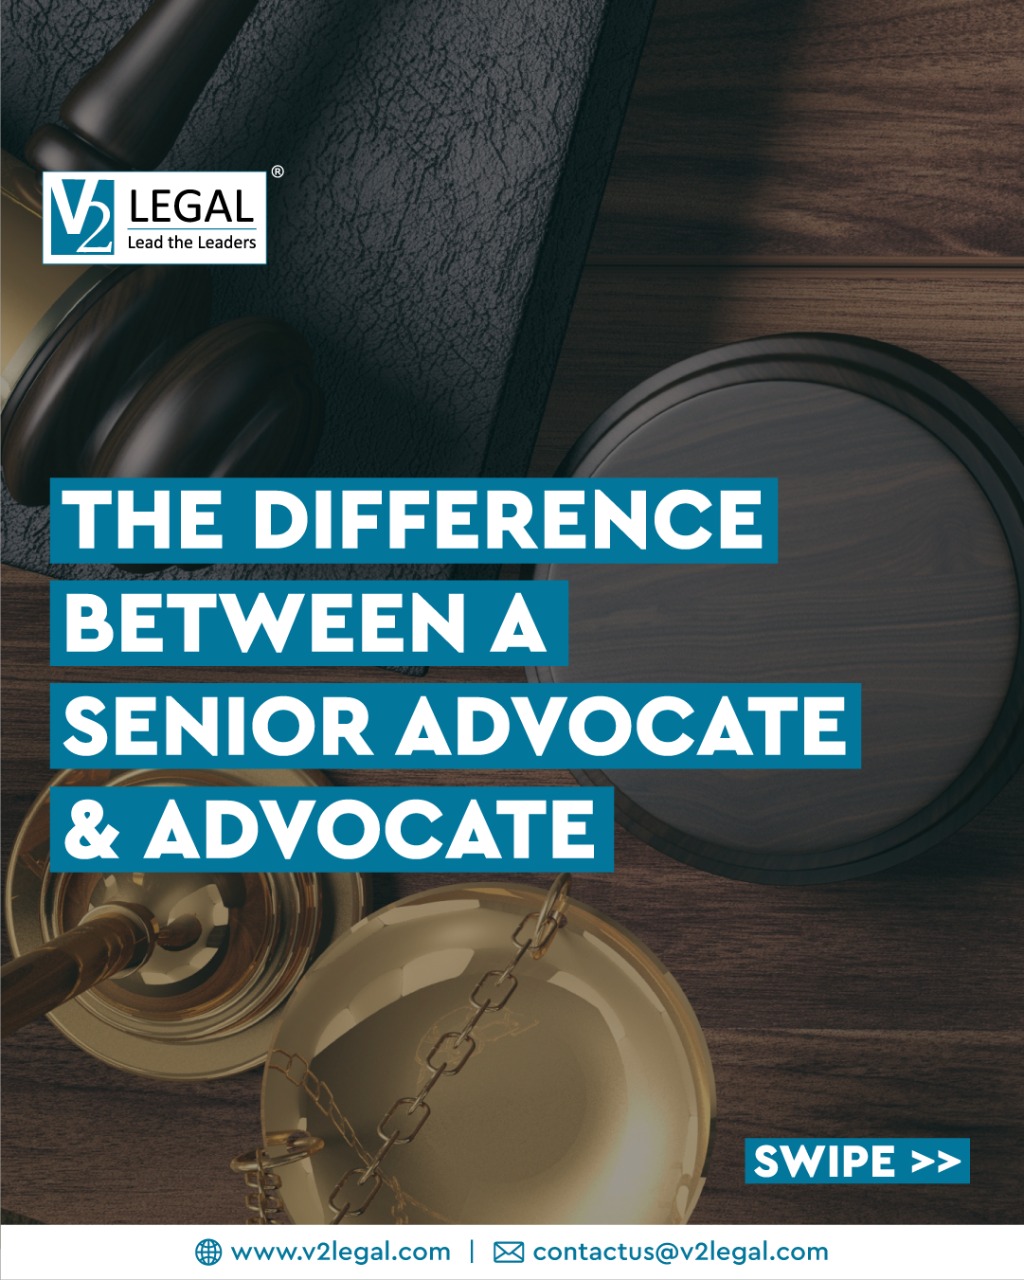 V2 LEGAL ®
Lead the Leaders
THE DIFFERENCE
BETWEEN A
SENIOR ADVOCATE
& ADVOCATE
SWIPE >>
www.v2legal.com | contactus@v2legal.com